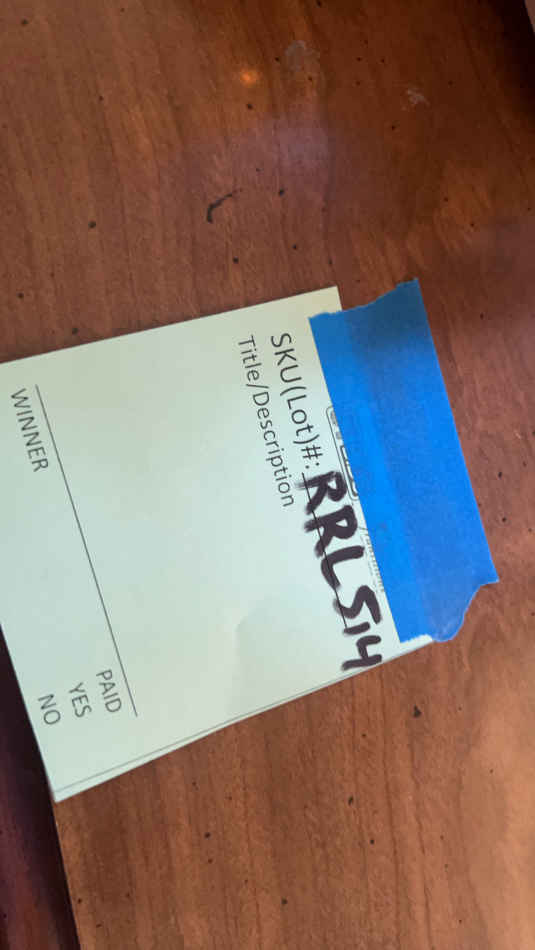 SKU(Lot)#: RRL514
Title/Description
PAID
YES
WINNER
NO